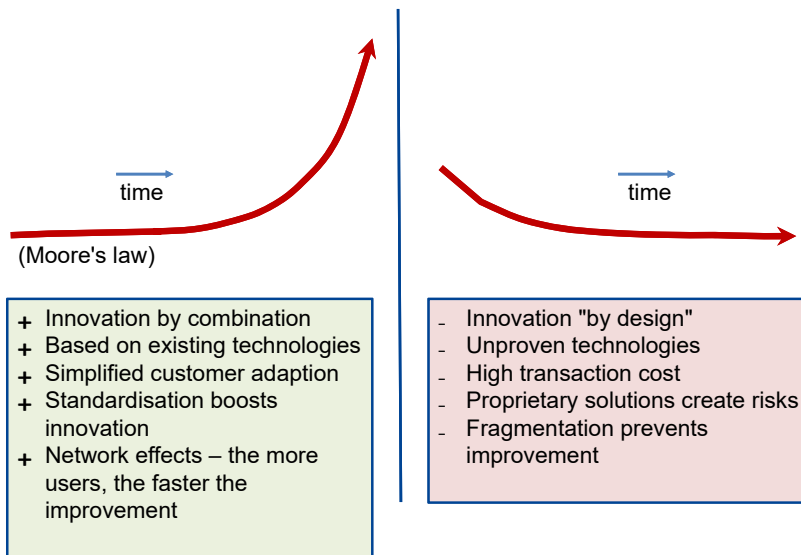 time
(Moore's law)
+ Innovation by combination
+ Based on existing technologies
+ Simplified customer adaption
+ Standardisation boosts
innovation
+ Network effects – the more
users, the faster the
improvement
time
- Innovation "by design"
- Unproven technologies
- High transaction cost
- Proprietary solutions create risks
- Fragmentation prevents
improvement